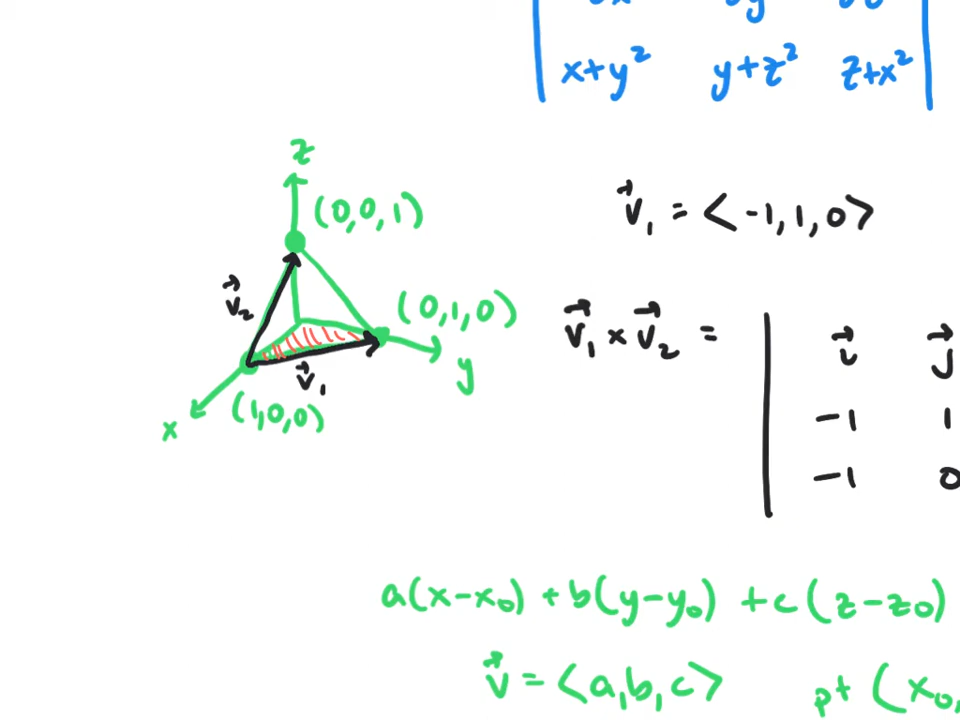 x+y² y+z² z+x²
z
(0,0,1)
v⃗₁ = <-1,1,0>
v⃗₂
(0,1,0)
v⃗₁ × v⃗₂ =
y
v⃗₁
x
(1,0,0)
-1 1
-1 0
a(x-x₀) + b(y-y₀) + c(z-z₀)
v⃗ = <a,b,c> pt (x₀,